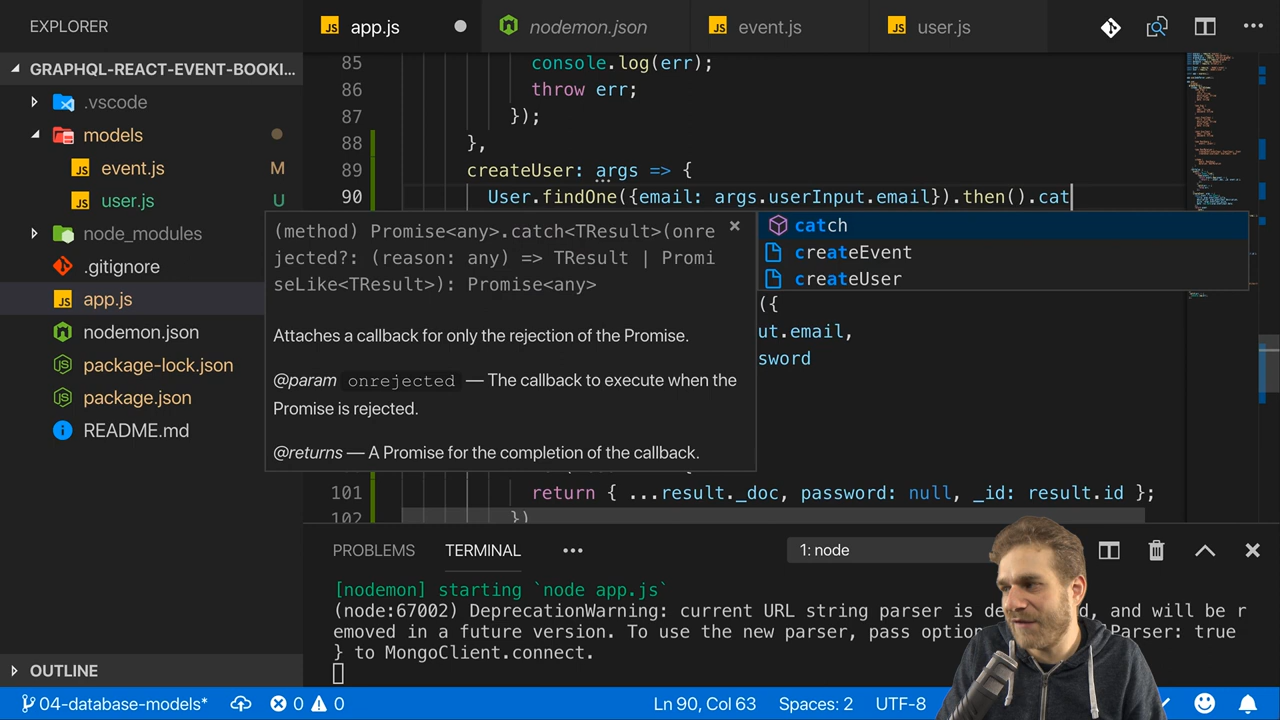 EXPLORER
app.js
nodemon.json
event.js
user.js
GRAPHQL-REACT-EVENT-BOOKI...
.vscode
models
event.js M
user.js U
node_modules
.gitignore
app.js
nodemon.json
package-lock.json
package.json
README.md
OUTLINE
85 console.log(err);
86 throw err;
87 });
88 },
89 createUser: args => {
90 User.findOne({email: args.userInput.email}).then().cat
(method) Promise<any>.catch<TResult>(onre
jected?: (reason: any) => TResult | Promi
seLike<TResult>): Promise<any>
Attaches a callback for only the rejection of the Promise.
@param onrejected — The callback to execute when the
Promise is rejected.
@returns — A Promise for the completion of the callback.
catch
createEvent
createUser
({
ut.email,
sword
101 return { ...result._doc, password: null, _id: result.id };
102 })
PROBLEMS TERMINAL ••• 1: node
[nodemon] starting `node app.js`
(node:67002) DeprecationWarning: current URL string parser is de d, and will be r
emoved in a future version. To use the new parser, pass option Parser: true
} to MongoClient.connect.
04-database-models* 0 0 Ln 90, Col 63 Spaces: 2 UTF-8